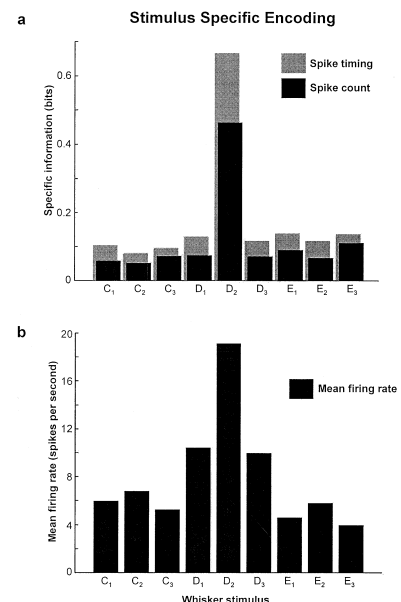 Stimulus Specific Encoding
a
Spike timing
Spike count
Specific information (bits)
0.6
0.4
0.2
0
C₁ C₂ C₃ D₁ D₂ D₃ E₁ E₂ E₃
b
Mean firing rate
Mean firing rate (spikes per second)
20
16
12
8
4
0
C₁ C₂ C₃ D₁ D₂ D₃ E₁ E₂ E₃
Whisker stimulus